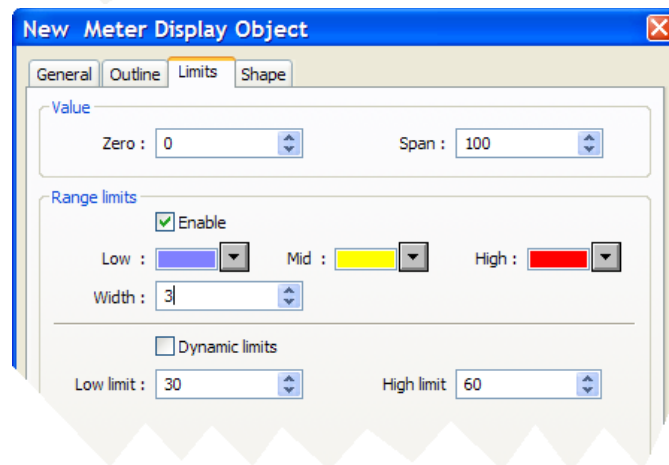 New Meter Display Object
General Outline Limits Shape
Value
Zero : 0 Span : 100
Range limits
Enable
Low : Mid : High :
Width : 3
Dynamic limits
Low limit : 30 High limit 60